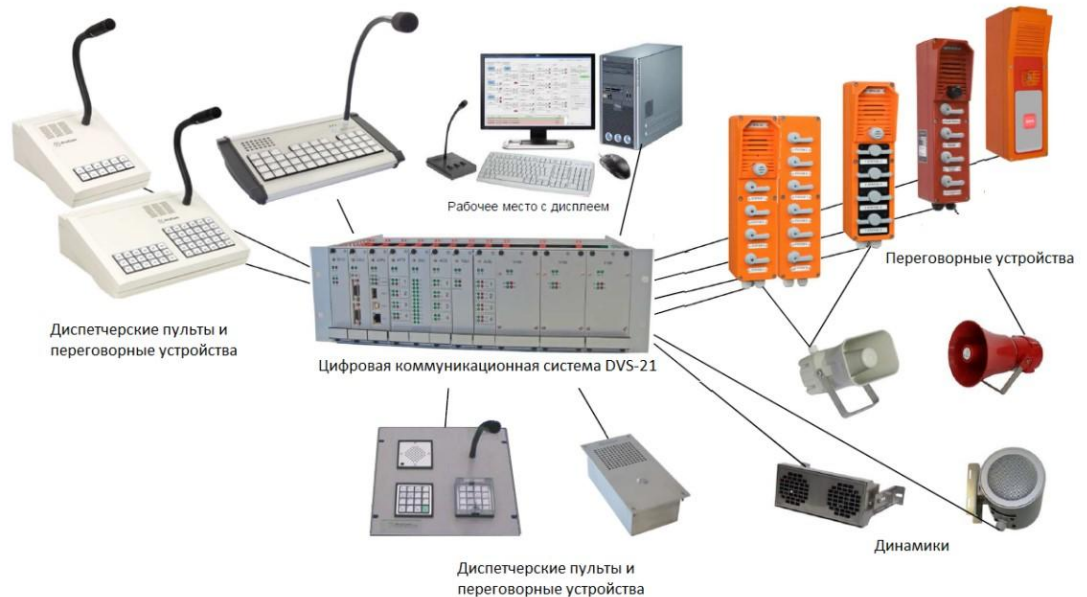 Рабочее место с дисплеем
Переговорные устройства
Диспетчерские пульты и
переговорные устройства
Цифровая коммуникационная система DVS-21
Динамики
Диспетчерские пульты и
переговорные устройства